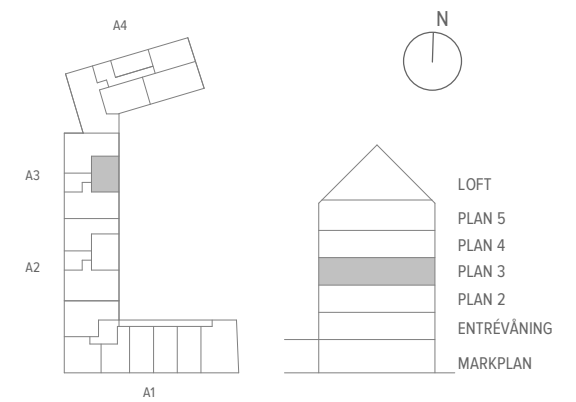 A4
N
A3
A2
A1
LOFT
PLAN 5
PLAN 4
PLAN 3
PLAN 2
ENTRÉVÅNING
MARKPLAN